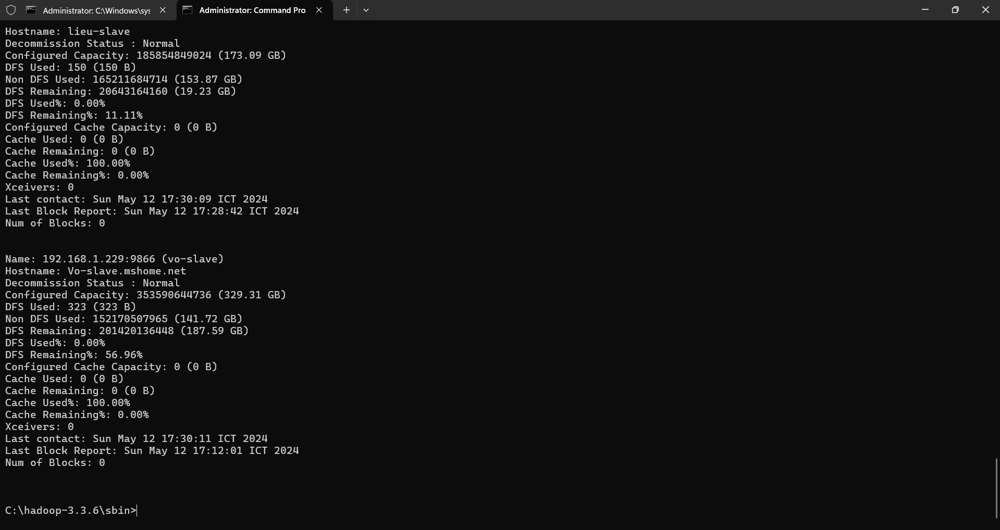 Administrator: C:\Windows\sys
Administrator: Command Pro
Hostname: lieu-slave
Decommission Status : Normal
Configured Capacity: 185854849024 (173.09 GB)
DFS Used: 150 (150 B)
Non DFS Used: 165211684714 (153.87 GB)
DFS Remaining: 20643164160 (19.23 GB)
DFS Used%: 0.00%
DFS Remaining%: 11.11%
Configured Cache Capacity: 0 (0 B)
Cache Used: 0 (0 B)
Cache Remaining: 0 (0 B)
Cache Used%: 100.00%
Cache Remaining%: 0.00%
Xceivers: 0
Last contact: Sun May 12 17:30:09 ICT 2024
Last Block Report: Sun May 12 17:28:42 ICT 2024
Num of Blocks: 0
Name: 192.168.1.229:9866 (vo-slave)
Hostname: Vo-slave.mshome.net
Decommission Status : Normal
Configured Capacity: 353590644736 (329.31 GB)
DFS Used: 323 (323 B)
Non DFS Used: 152170507965 (141.72 GB)
DFS Remaining: 201420136448 (187.59 GB)
DFS Used%: 0.00%
DFS Remaining%: 56.96%
Configured Cache Capacity: 0 (0 B)
Cache Used: 0 (0 B)
Cache Remaining: 0 (0 B)
Cache Used%: 100.00%
Cache Remaining%: 0.00%
Xceivers: 0
Last contact: Sun May 12 17:30:11 ICT 2024
Last Block Report: Sun May 12 17:12:01 ICT 2024
Num of Blocks: 0
C:\hadoop-3.3.6\sbin>